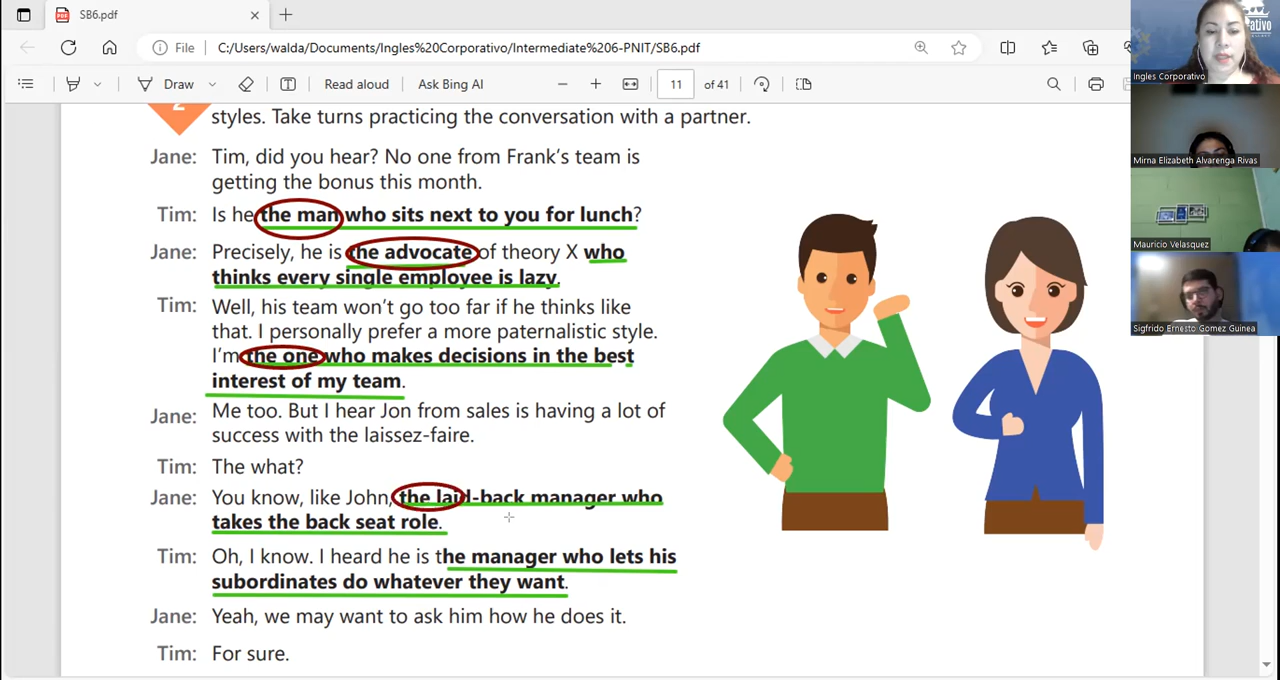 SB6.pdf
File
C:/Users/walda/Documents/Ingles%20Corporativo/Intermediate%206-PNIT/SB6.pdf
Draw
Read aloud
Ask Bing AI
11
of 41
styles. Take turns practicing the conversation with a partner.
Jane: Tim, did you hear? No one from Frank's team is
getting the bonus this month.
Tim: Is he the man who sits next to you for lunch?
Jane: Precisely, he is the advocate of theory X who
thinks every single employee is lazy.
Tim: Well, his team won't go too far if he thinks like
that. I personally prefer a more paternalistic style.
I'm the one who makes decisions in the best
interest of my team.
Jane: Me too. But I hear Jon from sales is having a lot of
success with the laissez-faire.
Tim: The what?
Jane: You know, like John, the laid-back manager who
takes the back seat role.
Tim: Oh, I know. I heard he is the manager who lets his
subordinates do whatever they want.
Jane: Yeah, we may want to ask him how he does it.
Tim: For sure.
Ingles Corporativo
Mirna Elizabeth Alvarenga Rivas
Mauricio Velasquez
Sigfrido Ernesto Gomez Guinea